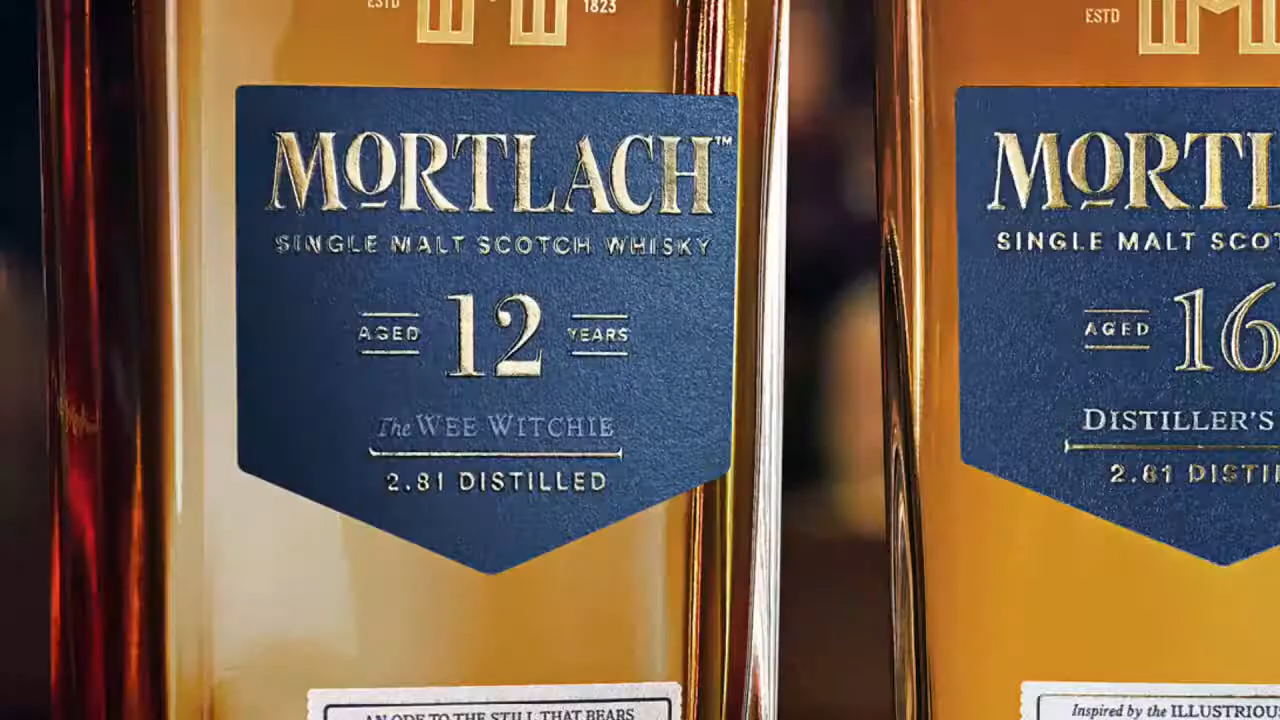 ESTD 1823
MORTLACH™
SINGLE MALT SCOTCH WHISKY
AGED 12 YEARS
The WEE WITCHIE
2.81 DISTILLED
AN ODE TO THE STILL THAT BEARS
ESTD
MORTL
SINGLE MALT SCOT
AGED 16
DISTILLER'S
2.81 DISTI
Inspired by the ILLUSTRIOUS